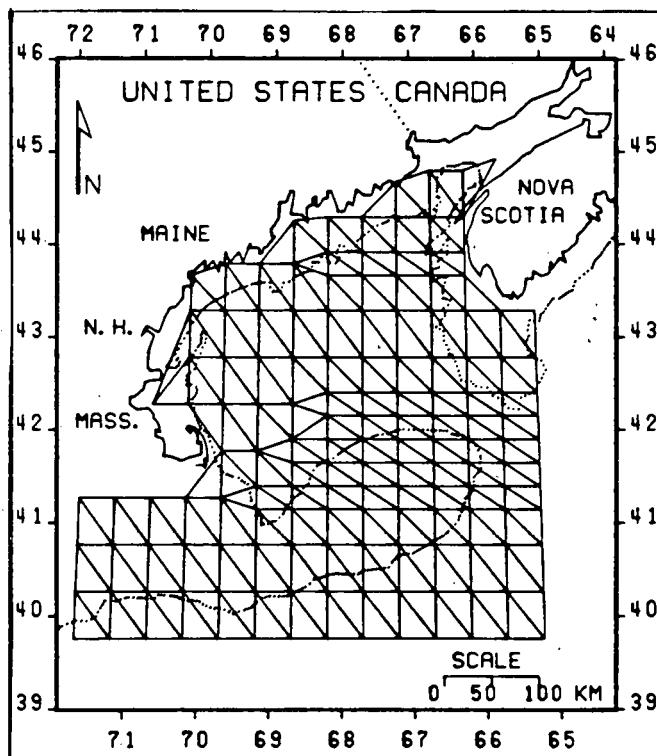 72 71 70 69 68 67 66 65 64
46 46
UNITED STATES CANADA
45 45
N
NOVA
SCOTIA
MAINE
44 44
N. H.
43 43
42 42
MASS.
41 41
40 40
SCALE
0 50 100 KM
39 39
71 70 69 68 67 66 65